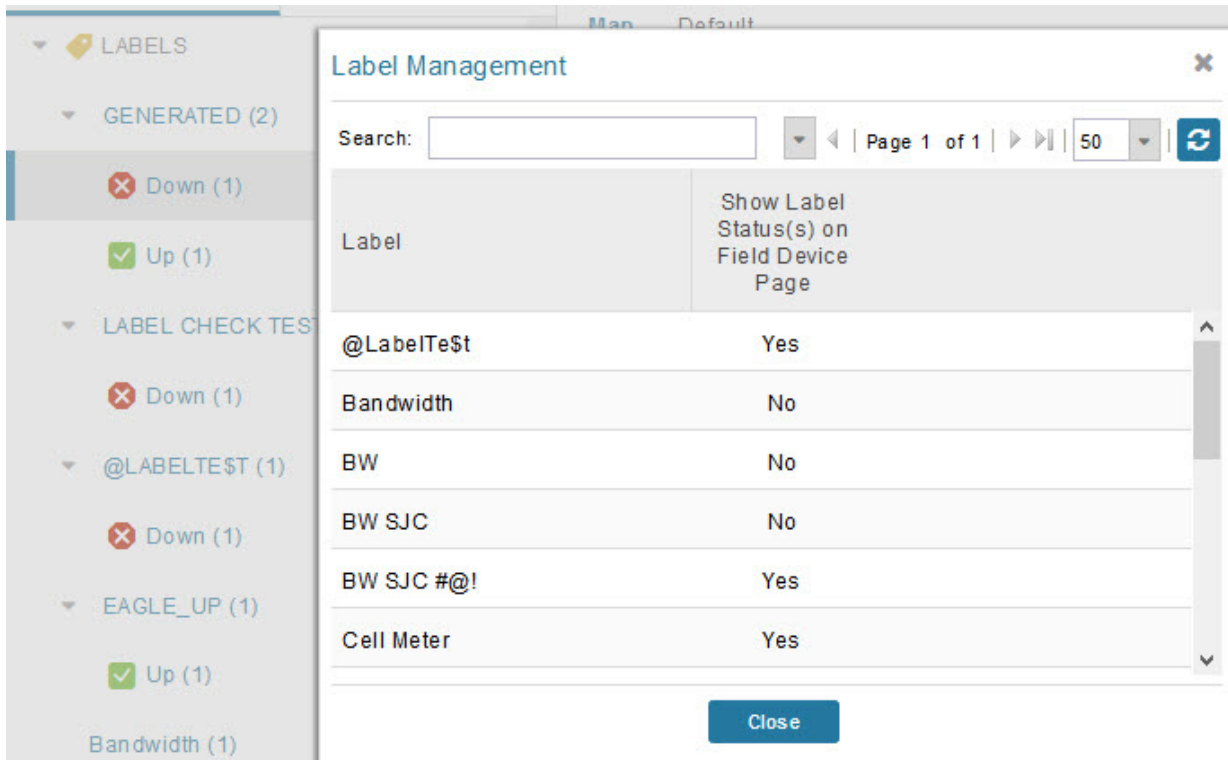 Map Default
LABELS
GENERATED (2)
Down (1)
Up (1)
LABEL CHECK TEST
Down (1)
@LABELTE$T (1)
Down (1)
EAGLE_UP (1)
Up (1)
Bandwidth (1)
Label Management
Search:
Page 1 of 1
50
Label
Show Label
Status(s) on
Field Device
Page
@LabelTe$t Yes
Bandwidth No
BW No
BW SJC No
BW SJC #@! Yes
Cell Meter Yes
Close